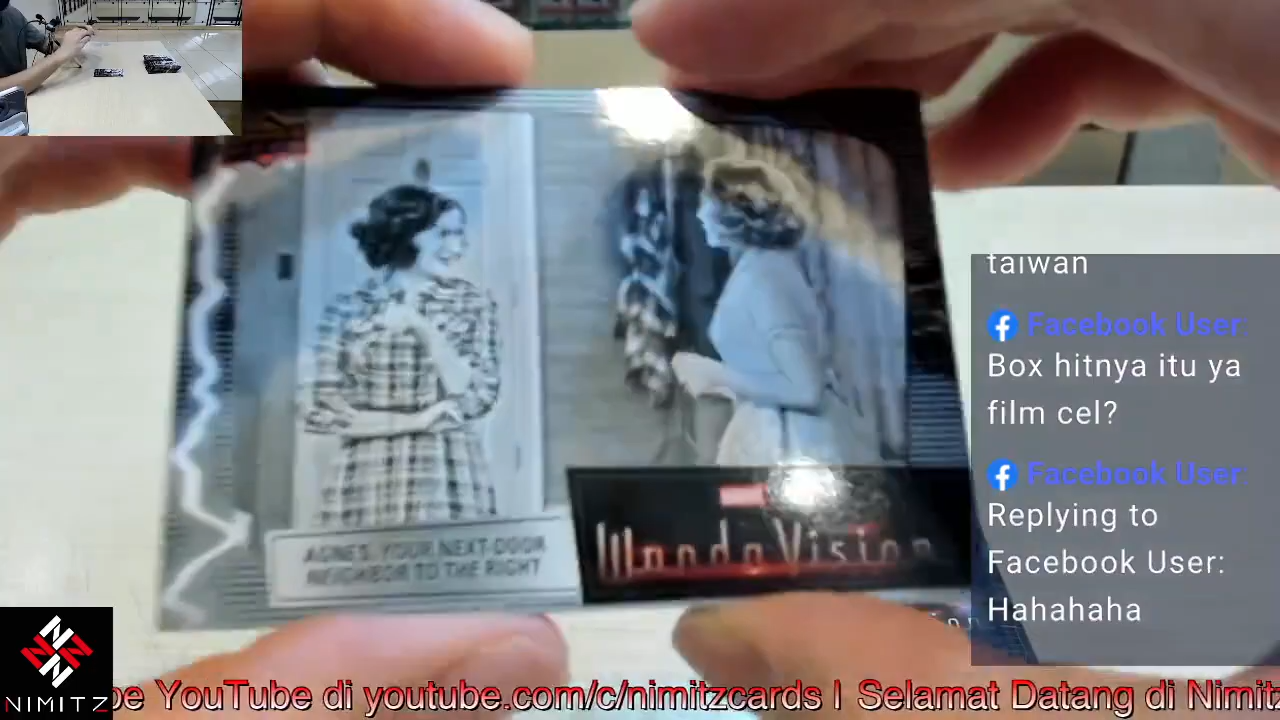 taiwan
Facebook User:
Box hitnya itu ya
film cel?
Facebook User:
Replying to
Facebook User:
Hahahaha
AGNES, YOUR NEXT-DOOR
NEIGHBOR TO THE RIGHT
WandaVision
NIMITZ
be YouTube di youtube.com/c/nimitzcards | Selamat Datang di Nimitz